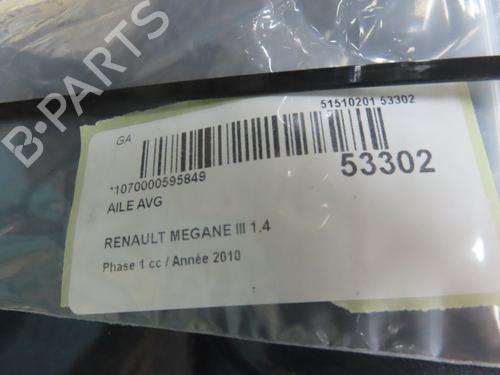 B-PARTS
GA
51510201 53302
*1070000595849
53302
AILE AVG
RENAULT MEGANE III 1.4
Phase 1 cc / Année 2010